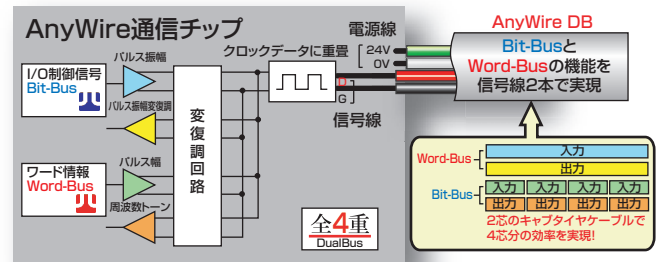 AnyWire通信チップ
I/O制御信号
Bit-Bus
パルス振幅
パルス振幅変復調
ワード情報
Word-Bus
パルス幅
周波数トーン
変復調回路
クロックデータに重畳
電源線
24V
0V
D
G
信号線
全4重
DualBus
AnyWire DB
Bit-Busと
Word-Busの機能を
信号線2本で実現
Word-Bus
入力
出力
Bit-Bus
入力 入力 入力 入力
出力 出力 出力 出力
2芯のキャブタイヤケーブルで
4芯分の効率を実現!